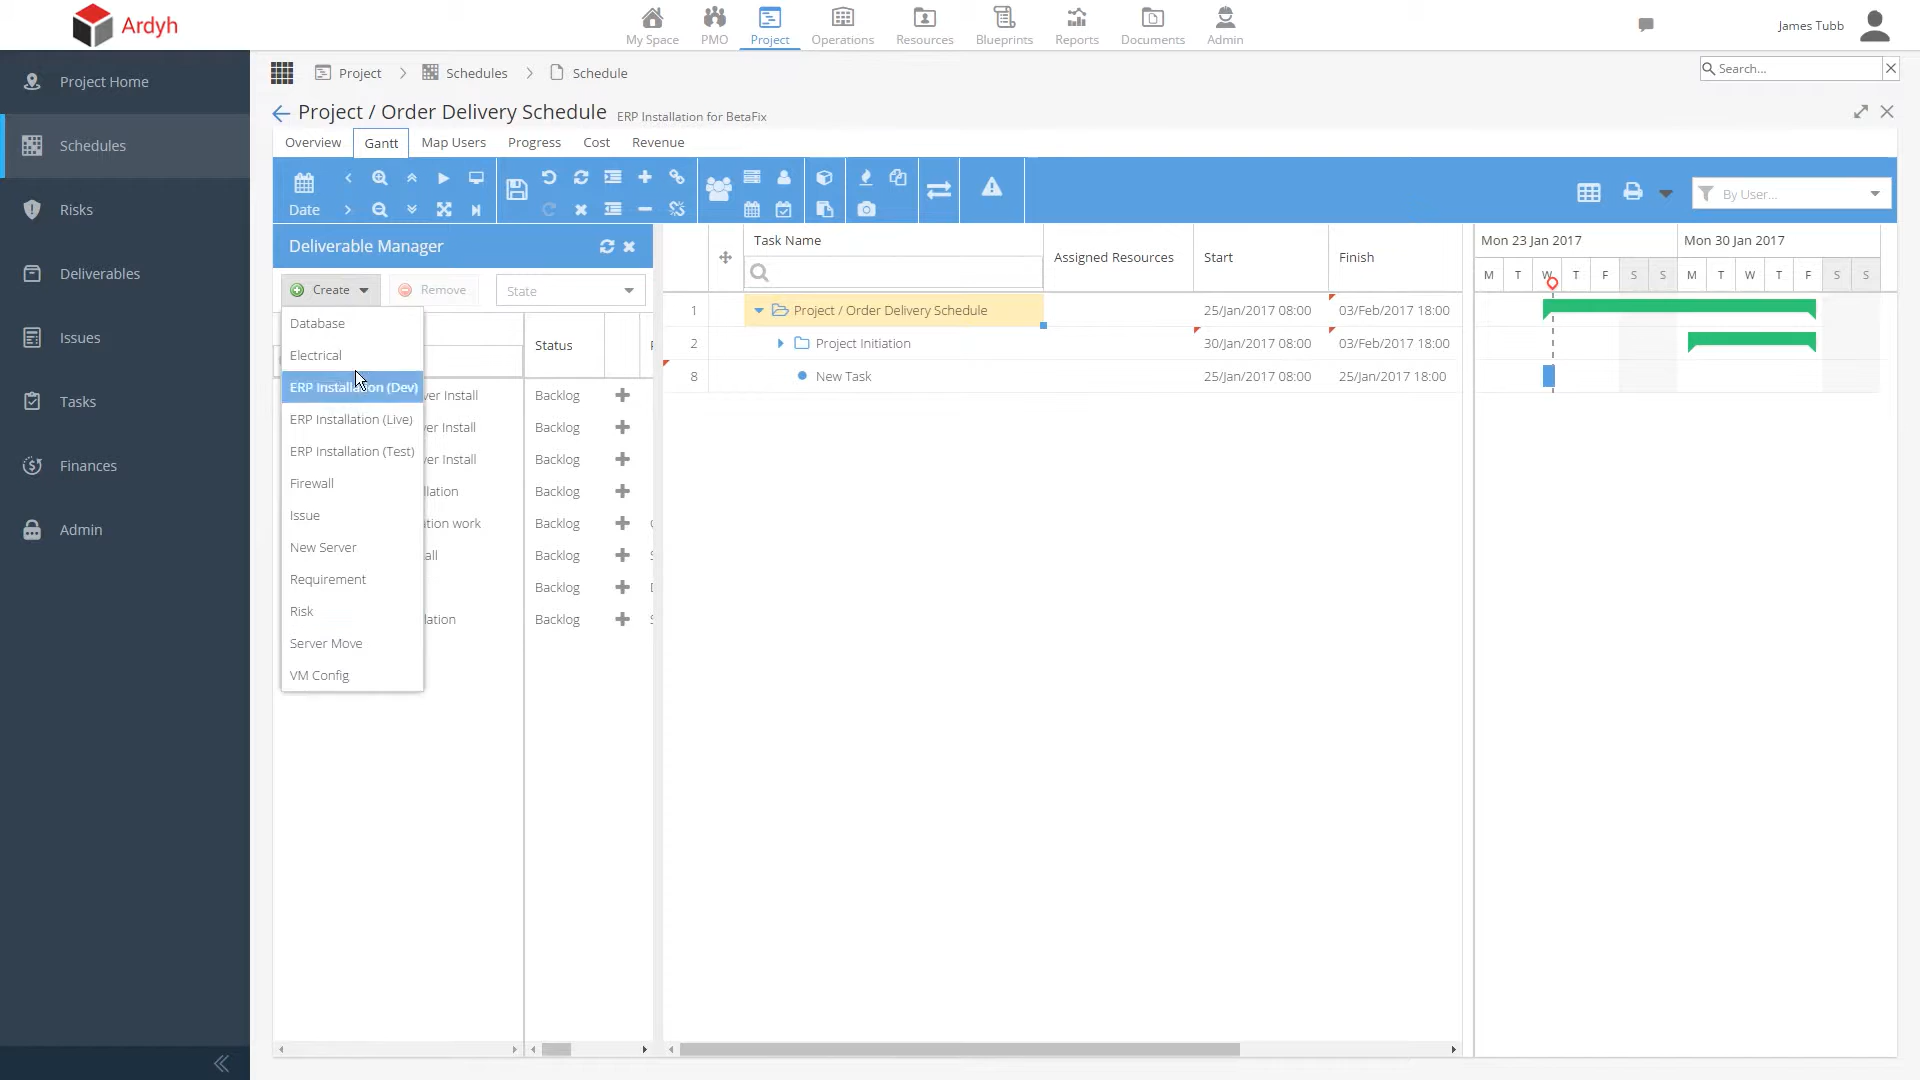 Ardyh
My Space
PMO
Project
Operations
Resources
Blueprints
Reports
Documents
Admin
James Tubb
Project Home
Schedules
Risks
Deliverables
Issues
Tasks
Finances
Admin
Project
Schedules
Schedule
Search...
Project / Order Delivery Schedule ERP Installation for BetaFix
Overview Gantt Map Users Progress Cost Revenue
Date
By User...
Deliverable Manager
Create
Remove
State
Database
Electrical
ERP Installation (Dev)
ERP Installation (Live)
ERP Installation (Test)
Firewall
Issue
New Server
Requirement
Risk
Server Move
VM Config
Status
ver Install Backlog
ver Install Backlog
ver Install Backlog
llation Backlog
tion work Backlog
all Backlog
Backlog
lation Backlog
Task Name
Assigned Resources
Start
Finish
1 Project / Order Delivery Schedule 25/Jan/2017 08:00 03/Feb/2017 18:00
2 Project Initiation 30/Jan/2017 08:00 03/Feb/2017 18:00
8 New Task 25/Jan/2017 08:00 25/Jan/2017 18:00
Mon 23 Jan 2017 Mon 30 Jan 2017
M T W T F S S M T W T F S S